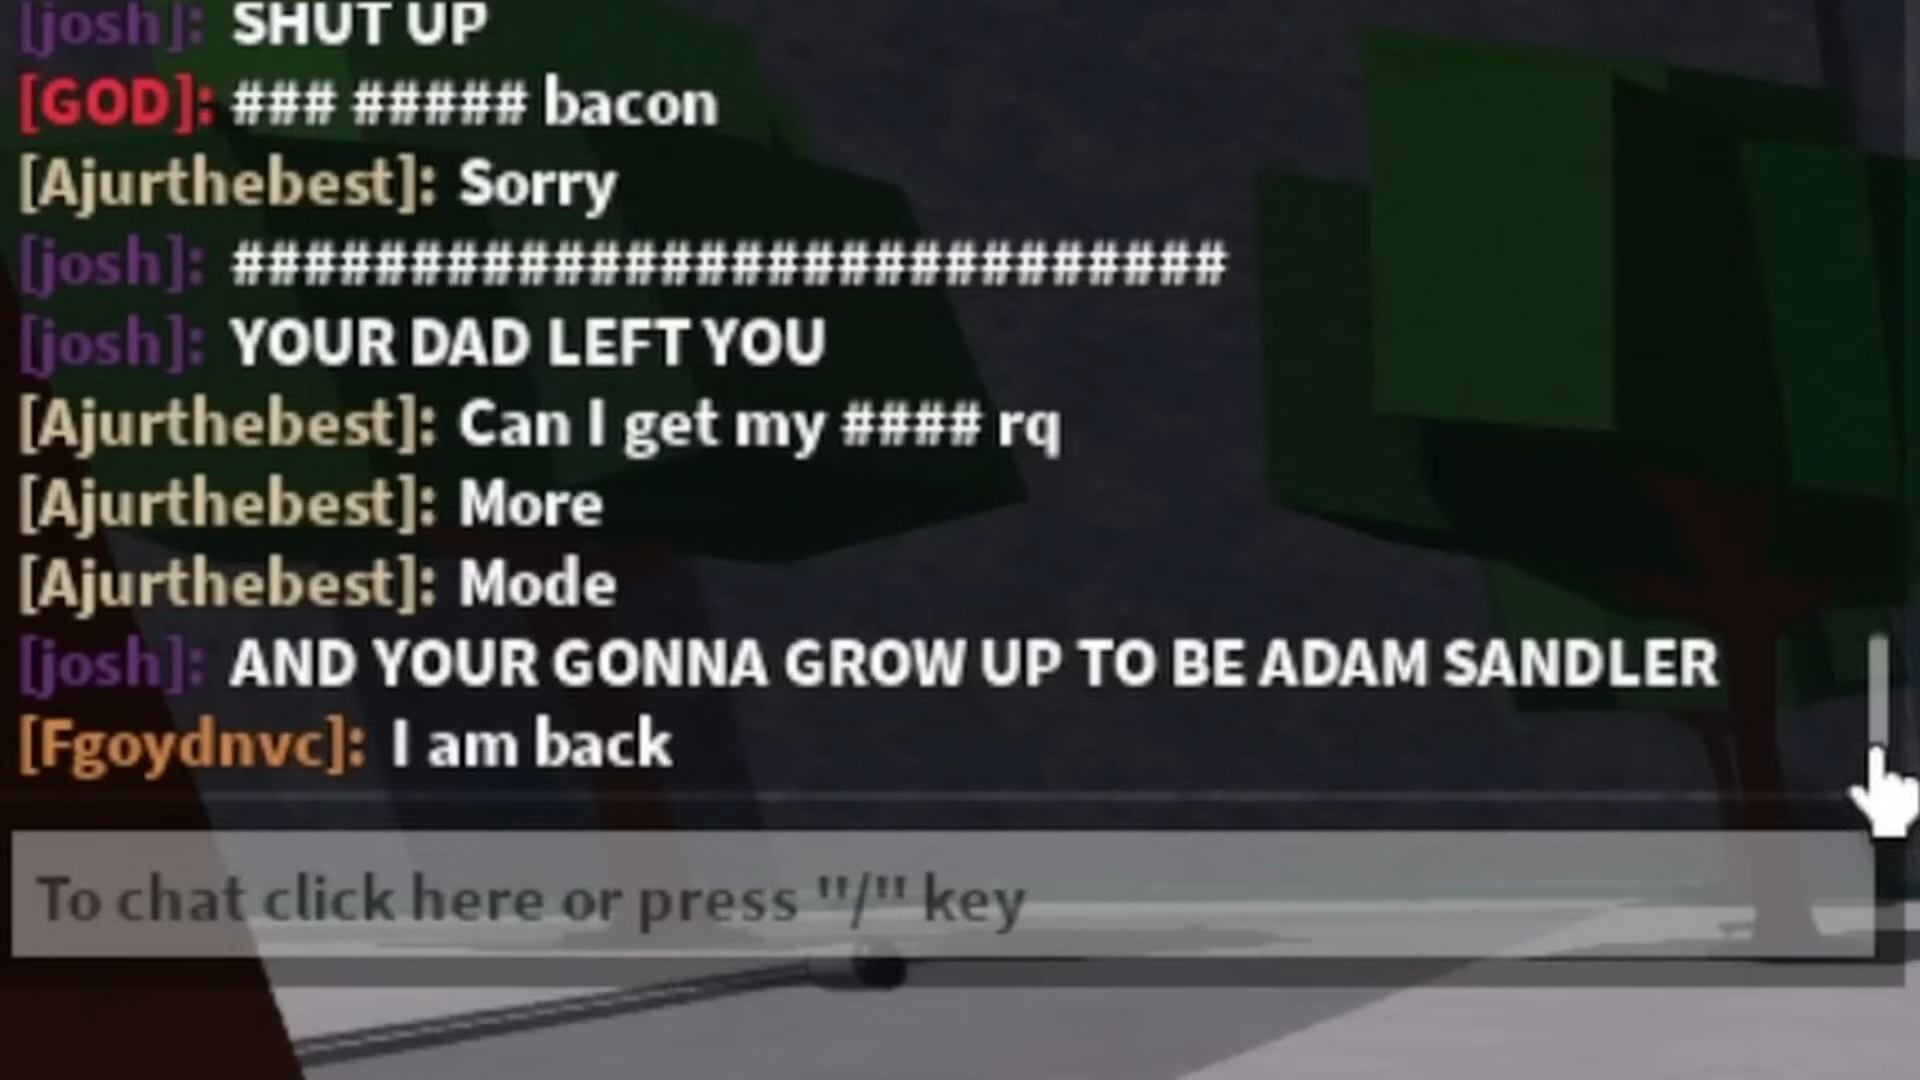 [josh]: SHUT UP
[GOD]: ### ##### bacon
[Ajurthebest]: Sorry
[josh]: ############################
[josh]: YOUR DAD LEFT YOU
[Ajurthebest]: Can I get my #### rq
[Ajurthebest]: More
[Ajurthebest]: Mode
[josh]: AND YOUR GONNA GROW UP TO BE ADAM SANDLER
[Fgoydnvc]: I am back
To chat click here or press "/" key